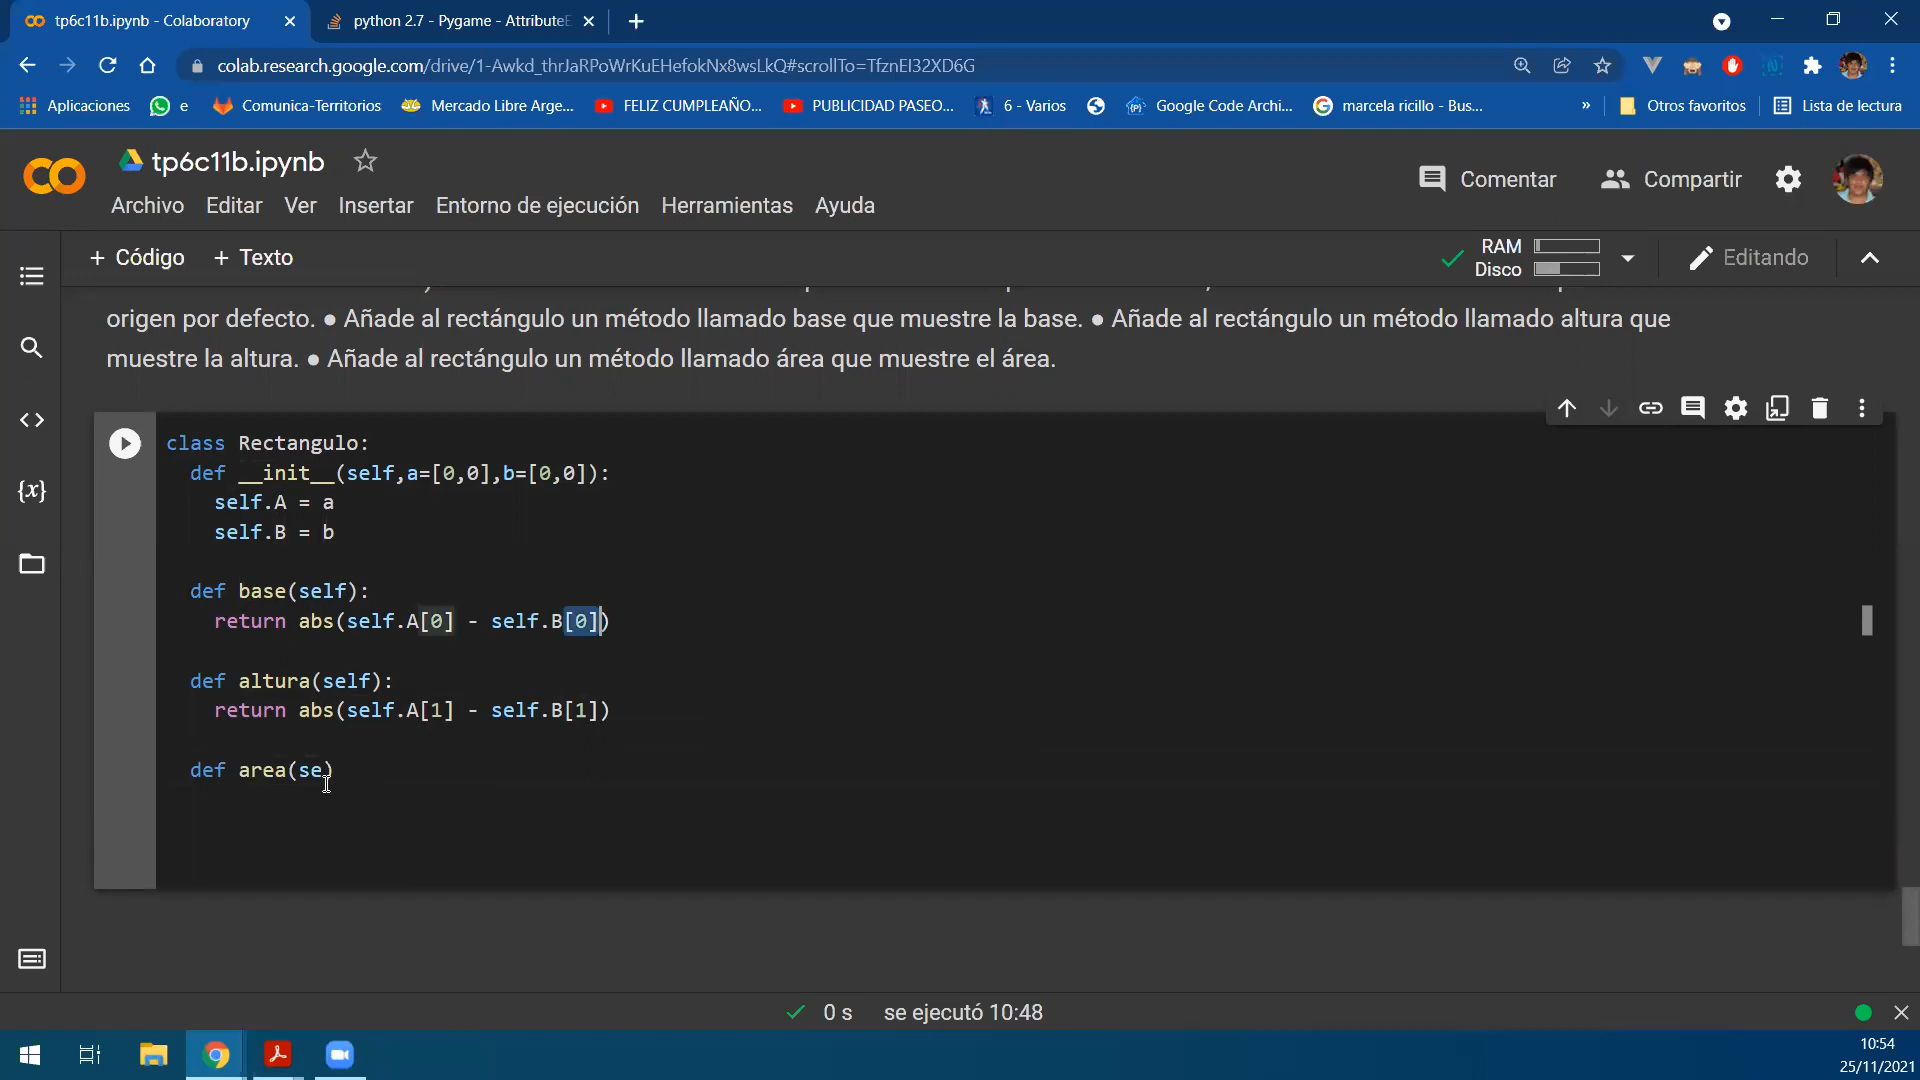 tp6c11b.ipynb - Colaboratory
python 2.7 - Pygame - AttributeE
colab.research.google.com/drive/1-Awkd_thrJaRPoWrKuEHefokNx8wsLkQ#scrollTo=TfznEl32XD6G
Aplicaciones
e
Comunica-Territorios
Mercado Libre Arge...
FELIZ CUMPLEAÑO...
PUBLICIDAD PASEO...
6 - Varios
Google Code Archi...
marcela ricillo - Bus...
»
Otros favoritos
Lista de lectura
tp6c11b.ipynb
Comentar
Compartir
Archivo Editar Ver Insertar Entorno de ejecución Herramientas Ayuda
+ Código + Texto
RAM
Disco
Editando
origen por defecto. ● Añade al rectángulo un método llamado base que muestre la base. ● Añade al rectángulo un método llamado altura que
muestre la altura. ● Añade al rectángulo un método llamado área que muestre el área.
class Rectangulo:
def __init__(self,a=[0,0],b=[0,0]):
self.A = a
self.B = b
def base(self):
return abs(self.A[0] - self.B[0])
def altura(self):
return abs(self.A[1] - self.B[1])
def area(se)
{x}
0 s se ejecutó 10:48
10:54
25/11/2021